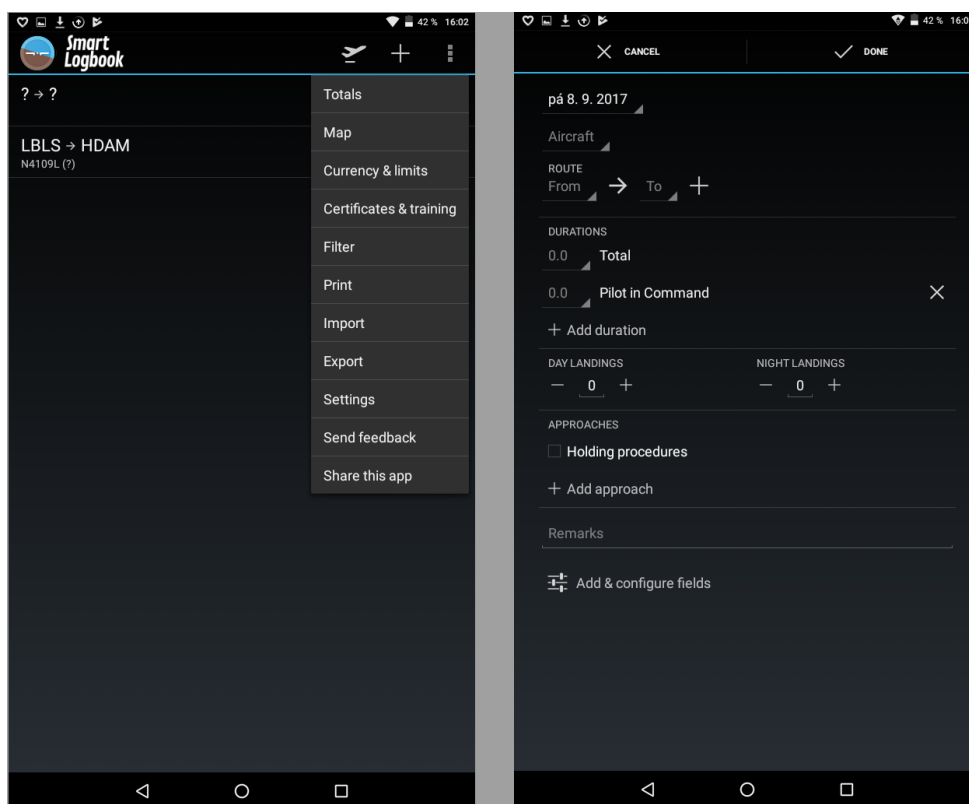 42 % 16:02
Smart
Logbook
? → ?
LBLS → HDAM
N4109L (?)
Totals
Map
Currency & limits
Certificates & training
Filter
Print
Import
Export
Settings
Send feedback
Share this app
42 % 16:0
CANCEL
DONE
pá 8. 9. 2017
Aircraft
ROUTE
From → To +
DURATIONS
0.0 Total
0.0 Pilot in Command
+ Add duration
DAY LANDINGS NIGHT LANDINGS
− 0 + − 0 +
APPROACHES
Holding procedures
+ Add approach
Remarks
Add & configure fields